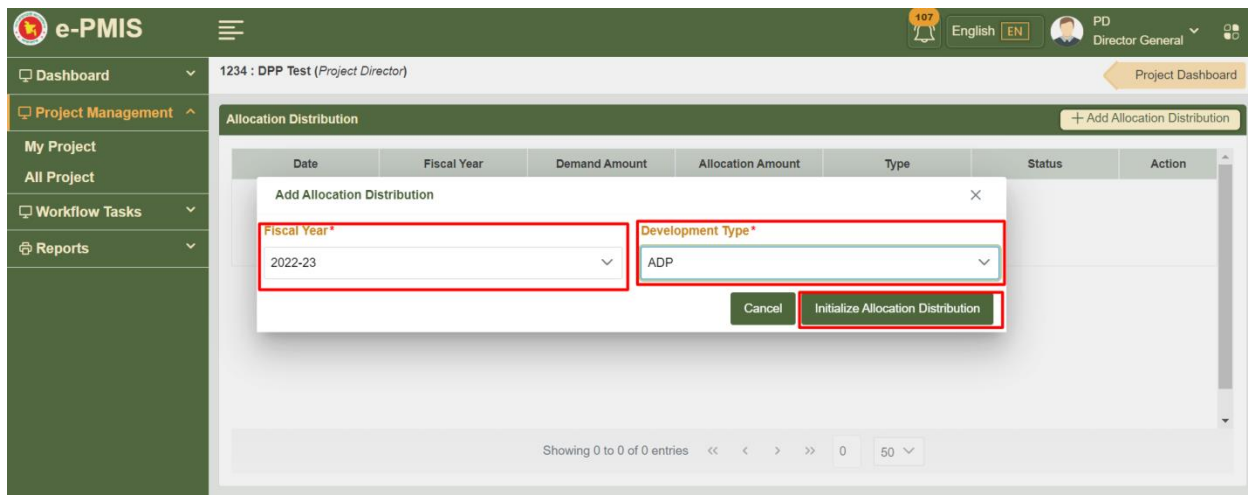 e-PMIS
107
English EN
PD
Director General
Dashboard
1234 : DPP Test (Project Director)
Project Dashboard
Project Management
Allocation Distribution
+ Add Allocation Distribution
My Project
All Project
Workflow Tasks
Reports
Date Fiscal Year Demand Amount Allocation Amount Type Status Action
Add Allocation Distribution
Fiscal Year*
Development Type*
2022-23
ADP
Cancel
Initialize Allocation Distribution
Showing 0 to 0 of 0 entries << < > >> 0 50